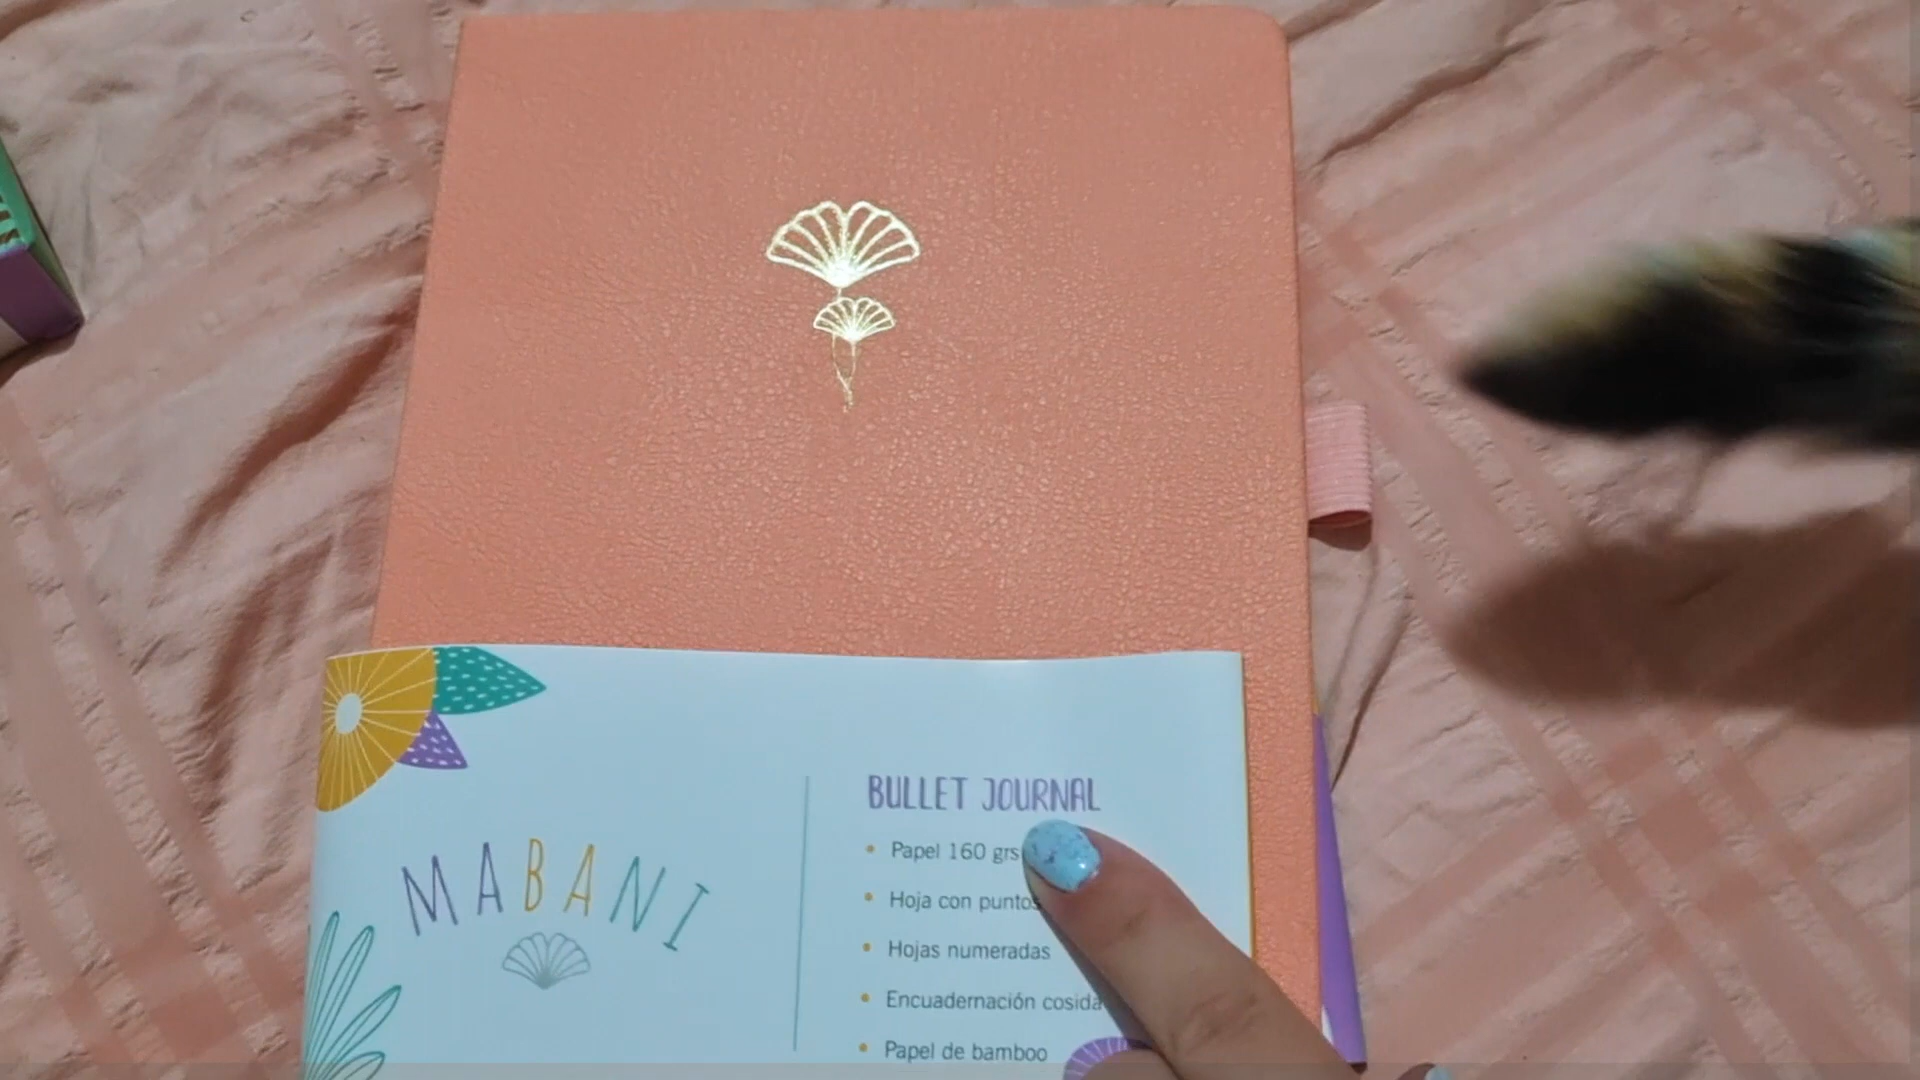 MABANI
BULLET JOURNAL
Papel 160 grs
Hoja con puntos
Hojas numeradas
Encuadernación cosida
Papel de bamboo